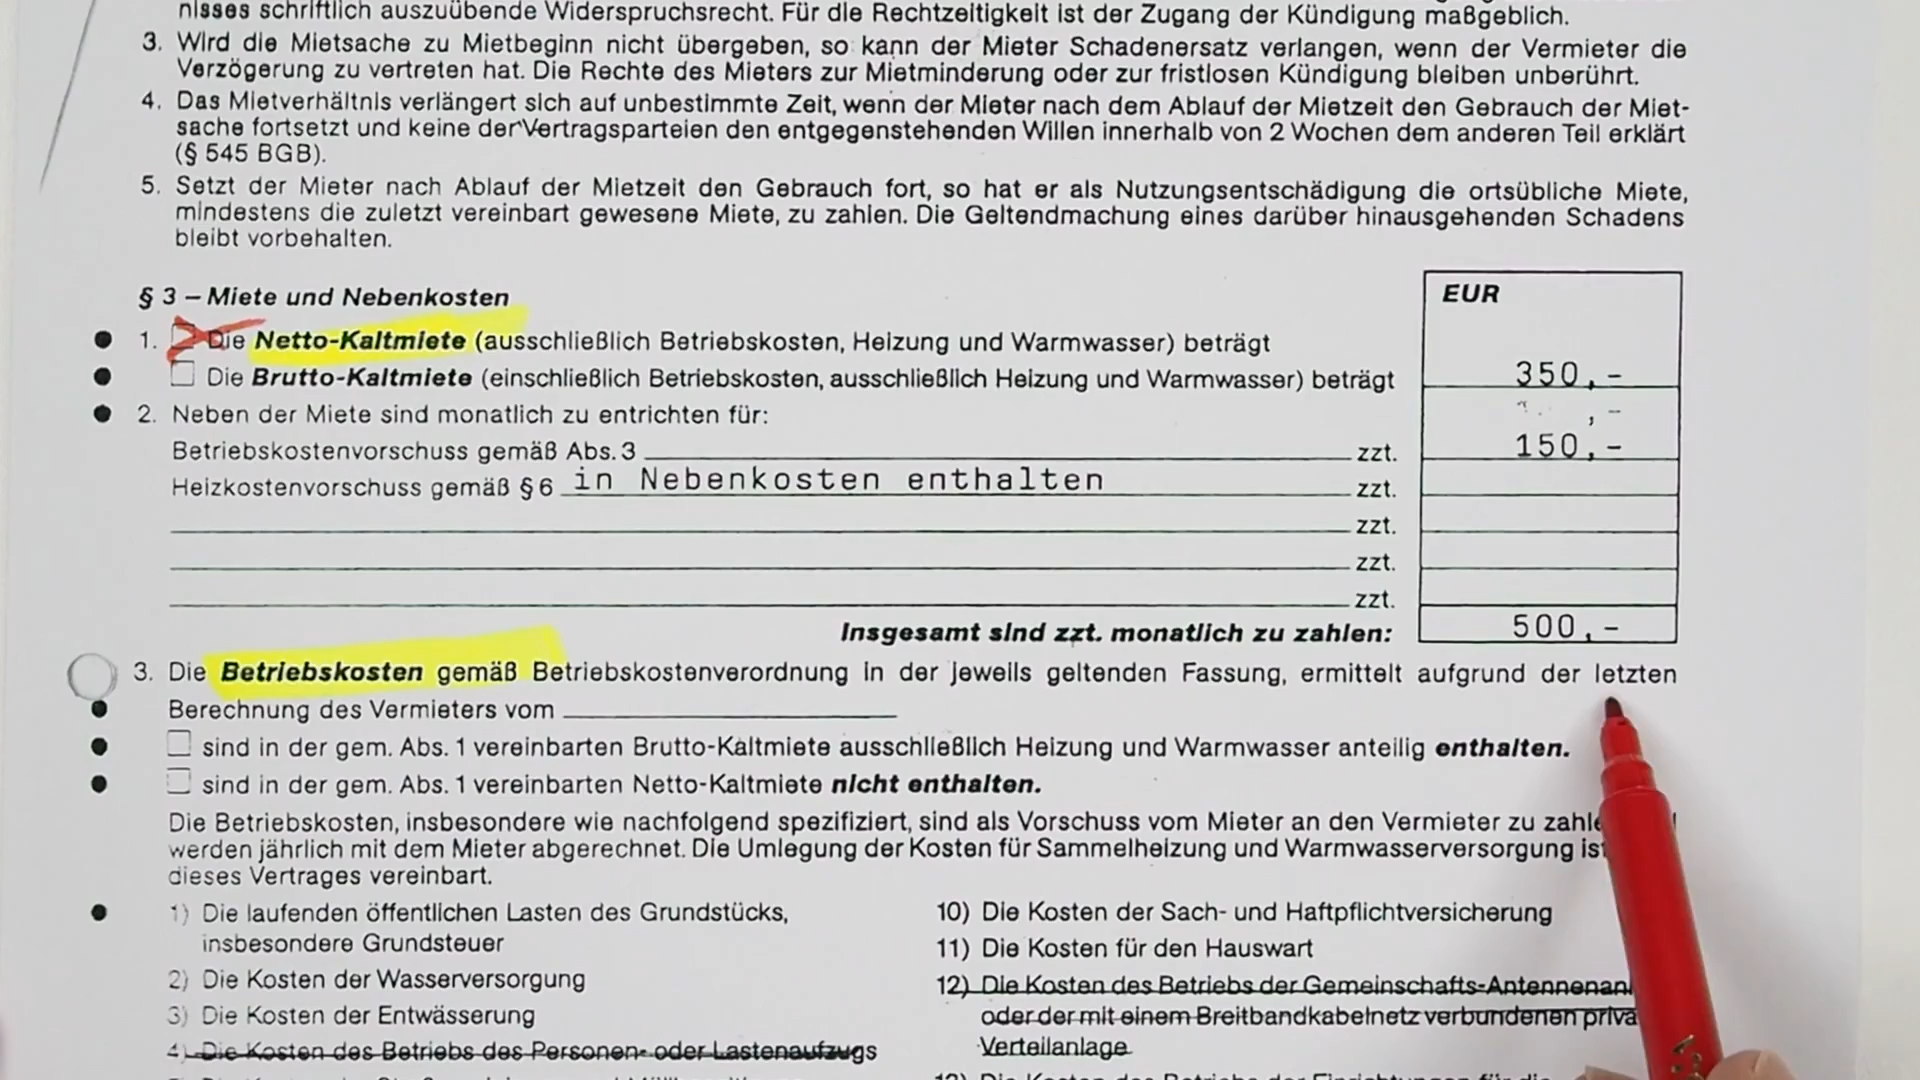 nisses schriftlich auszuübende Widerspruchsrecht. Für die Rechtzeitigkeit ist der Zugang der Kündigung maßgeblich.
3. Wird die Mietsache zu Mietbeginn nicht übergeben, so kann der Mieter Schadenersatz verlangen, wenn der Vermieter die
Verzögerung zu vertreten hat. Die Rechte des Mieters zur Mietminderung oder zur fristlosen Kündigung bleiben unberührt.
4. Das Mietverhältnis verlängert sich auf unbestimmte Zeit, wenn der Mieter nach dem Ablauf der Mietzeit den Gebrauch der Miet-
sache fortsetzt und keine der Vertragsparteien den entgegenstehenden Willen innerhalb von 2 Wochen dem anderen Teil erklärt
(§ 545 BGB).
5. Setzt der Mieter nach Ablauf der Mietzeit den Gebrauch fort, so hat er als Nutzungsentschädigung die ortsübliche Miete,
mindestens die zuletzt vereinbart gewesene Miete, zu zahlen. Die Geltendmachung eines darüber hinausgehenden Schadens
bleibt vorbehalten.
§ 3 – Miete und Nebenkosten
EUR
1. Die Netto-Kaltmiete (ausschließlich Betriebskosten, Heizung und Warmwasser) beträgt
Die Brutto-Kaltmiete (einschließlich Betriebskosten, ausschließlich Heizung und Warmwasser) beträgt 350,-
2. Neben der Miete sind monatlich zu entrichten für: ,-
Betriebskostenvorschuss gemäß Abs. 3 zzt. 150,-
Heizkostenvorschuss gemäß § 6 in Nebenkosten enthalten zzt.
zzt.
zzt.
zzt.
Insgesamt sind zzt. monatlich zu zahlen: 500,-
3. Die Betriebskosten gemäß Betriebskostenverordnung in der jeweils geltenden Fassung, ermittelt aufgrund der letzten
Berechnung des Vermieters vom
sind in der gem. Abs. 1 vereinbarten Brutto-Kaltmiete ausschließlich Heizung und Warmwasser anteilig enthalten.
sind in der gem. Abs. 1 vereinbarten Netto-Kaltmiete nicht enthalten.
Die Betriebskosten, insbesondere wie nachfolgend spezifiziert, sind als Vorschuss vom Mieter an den Vermieter zu
werden jährlich mit dem Mieter abgerechnet. Die Umlegung der Kosten für Sammelheizung und Warmwasserversorgung ist
dieses Vertrages vereinbart.
1) Die laufenden öffentlichen Lasten des Grundstücks,
insbesondere Grundsteuer
2) Die Kosten der Wasserversorgung
3) Die Kosten der Entwässerung
4) Die Kosten des Betriebs des Personen- oder Lastenaufzugs
10) Die Kosten der Sach- und Haftpflichtversicherung
11) Die Kosten für den Hauswart
12) Die Kosten des Betriebs der Gemeinschafts-
oder der mit einem Breitbandkabelnetz verbundenen
Verteilanlage